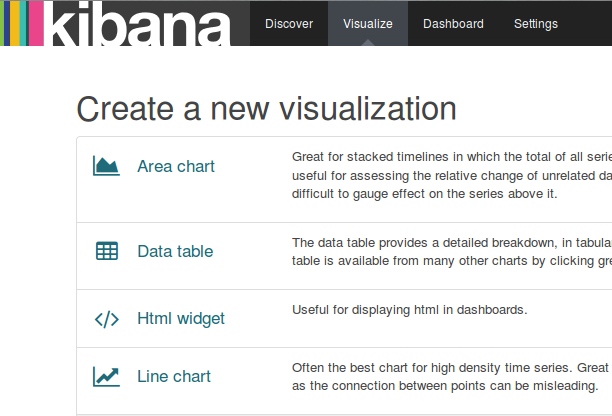 kibana Discover Visualize Dashboard Settings
Create a new visualization
Area chart
Great for stacked timelines in which the total of all
useful for assessing the relative change of unrelated
difficult to gauge effect on the series above it.
Data table
The data table provides a detailed breakdown, in
table is available from many other charts by clicking
Html widget
Useful for displaying html in dashboards.
Line chart
Often the best chart for high density time series. Great
as the connection between points can be misleading.